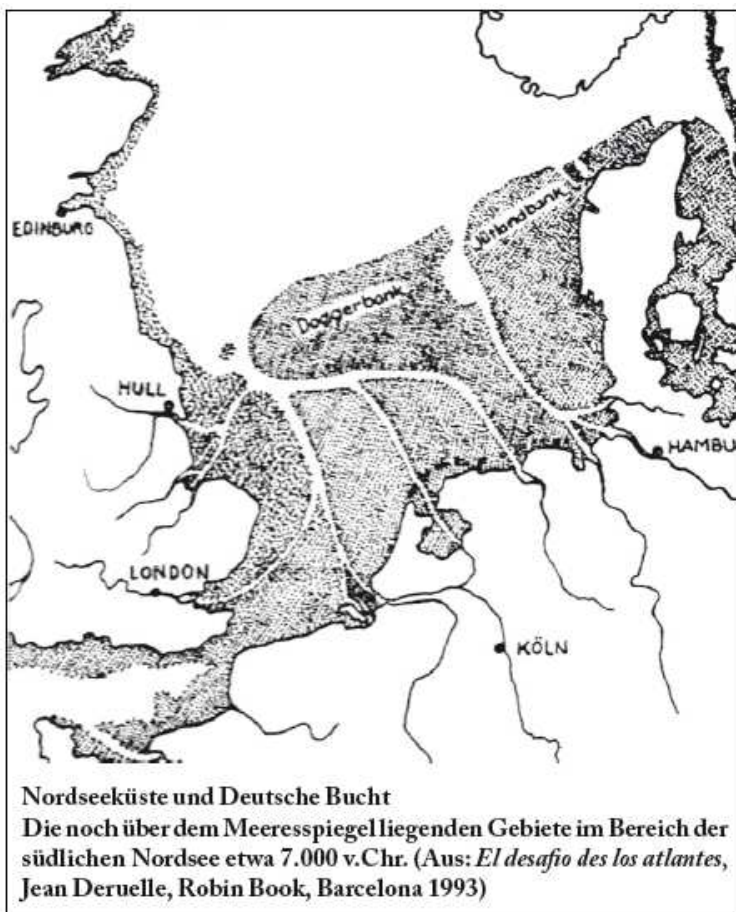 EDINBURG
Jütlandbank
Doggerbank
HULL
HAMBU
LONDON
KÖLN
Nordseeküste und Deutsche Bucht
Die noch über dem Meeresspiegel liegenden Gebiete im Bereich der
südlichen Nordsee etwa 7.000 v.Chr. (Aus: El desafio des los atlantes,
Jean Deruelle, Robin Book, Barcelona 1993)